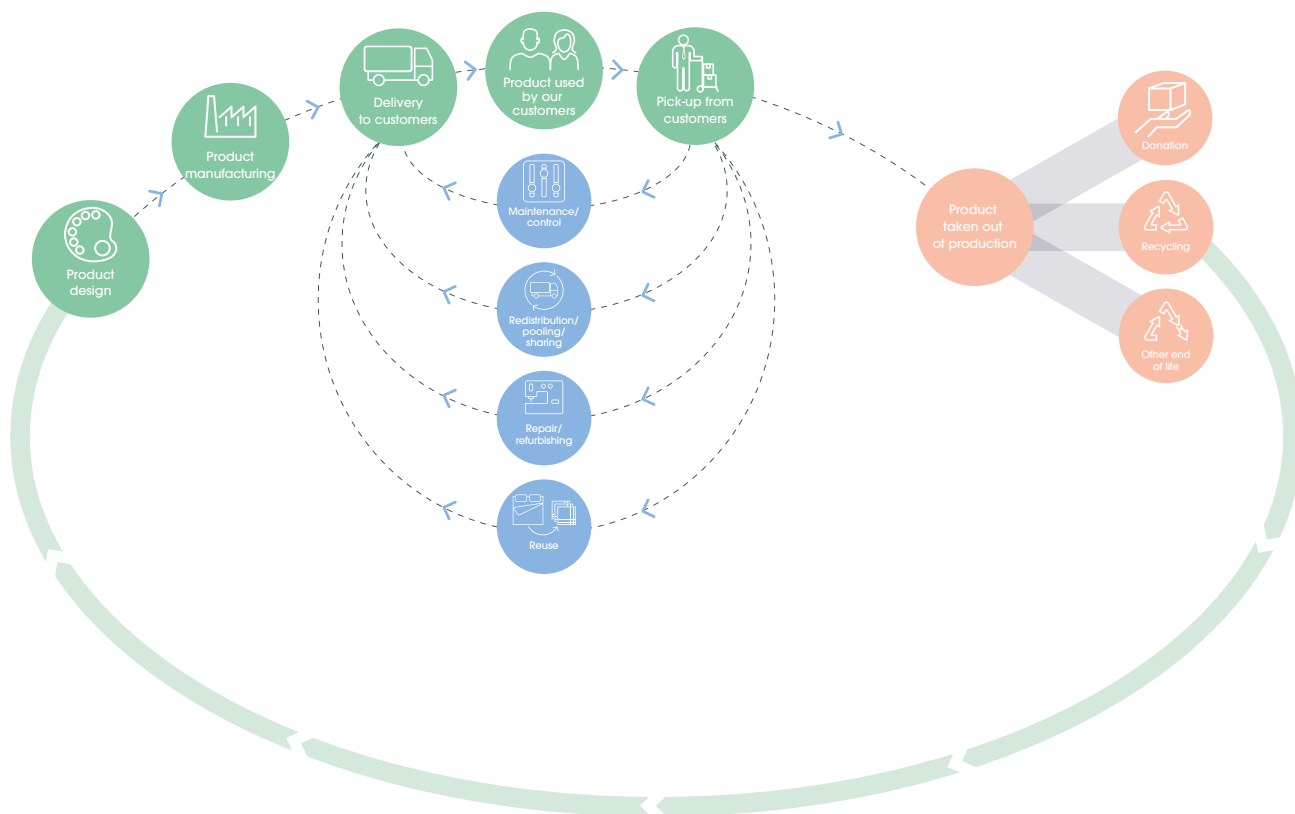 Product
design
Product
manufacturing
Delivery
to customers
Product used
by our
customers
Pick-up from
customers
Maintenance/
control
Redistribution/
pooling/
sharing
Repair/
refurbishing
Reuse
Product
taken out
of production
Donation
Recycling
Other end
of life